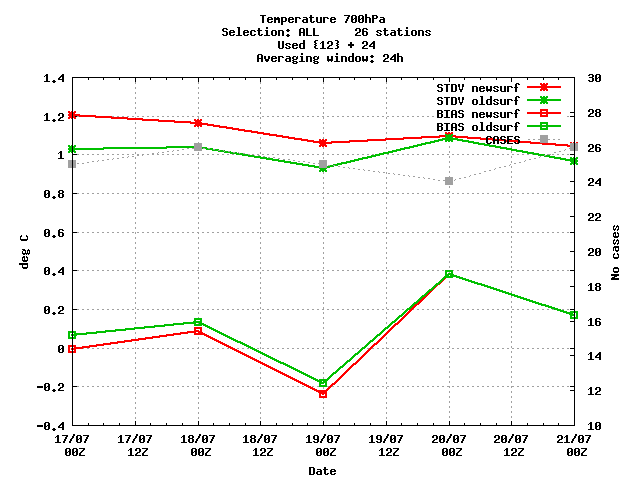 Temperature 700hPa
Selection: ALL     26 stations
Used {12} + 24
Averaging window: 24h
1.4
1.2
1
0.8
0.6
0.4
0.2
0
-0.2
-0.4
deg C
30
28
26
24
22
20
18
16
14
12
10
No cases
STDV newsurf
STDV oldsurf
BIAS newsurf
BIAS oldsurf
CASES
17/07 17/07 18/07 18/07 19/07 19/07 20/07 20/07 21/07
00Z 12Z 00Z 12Z 00Z 12Z 00Z 12Z 00Z
Date